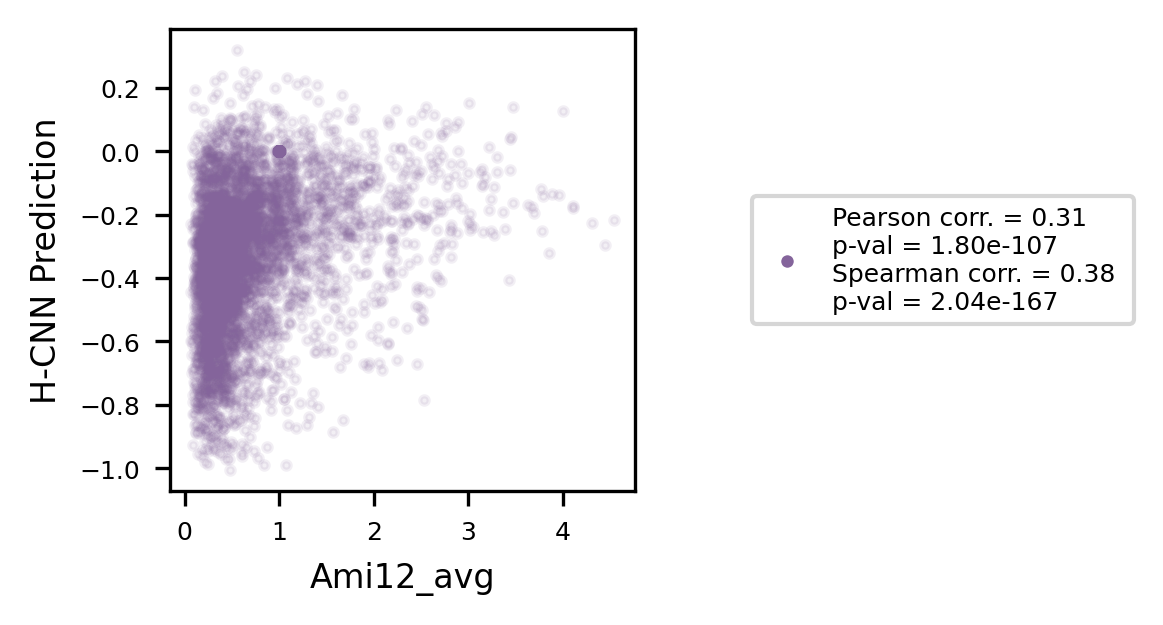 0.2
0.0
−0.2
−0.4
−0.6
−0.8
−1.0
H-CNN Prediction
0 1 2 3 4
Ami12_avg
Pearson corr. = 0.31
p-val = 1.80e-107
Spearman corr. = 0.38
p-val = 2.04e-167